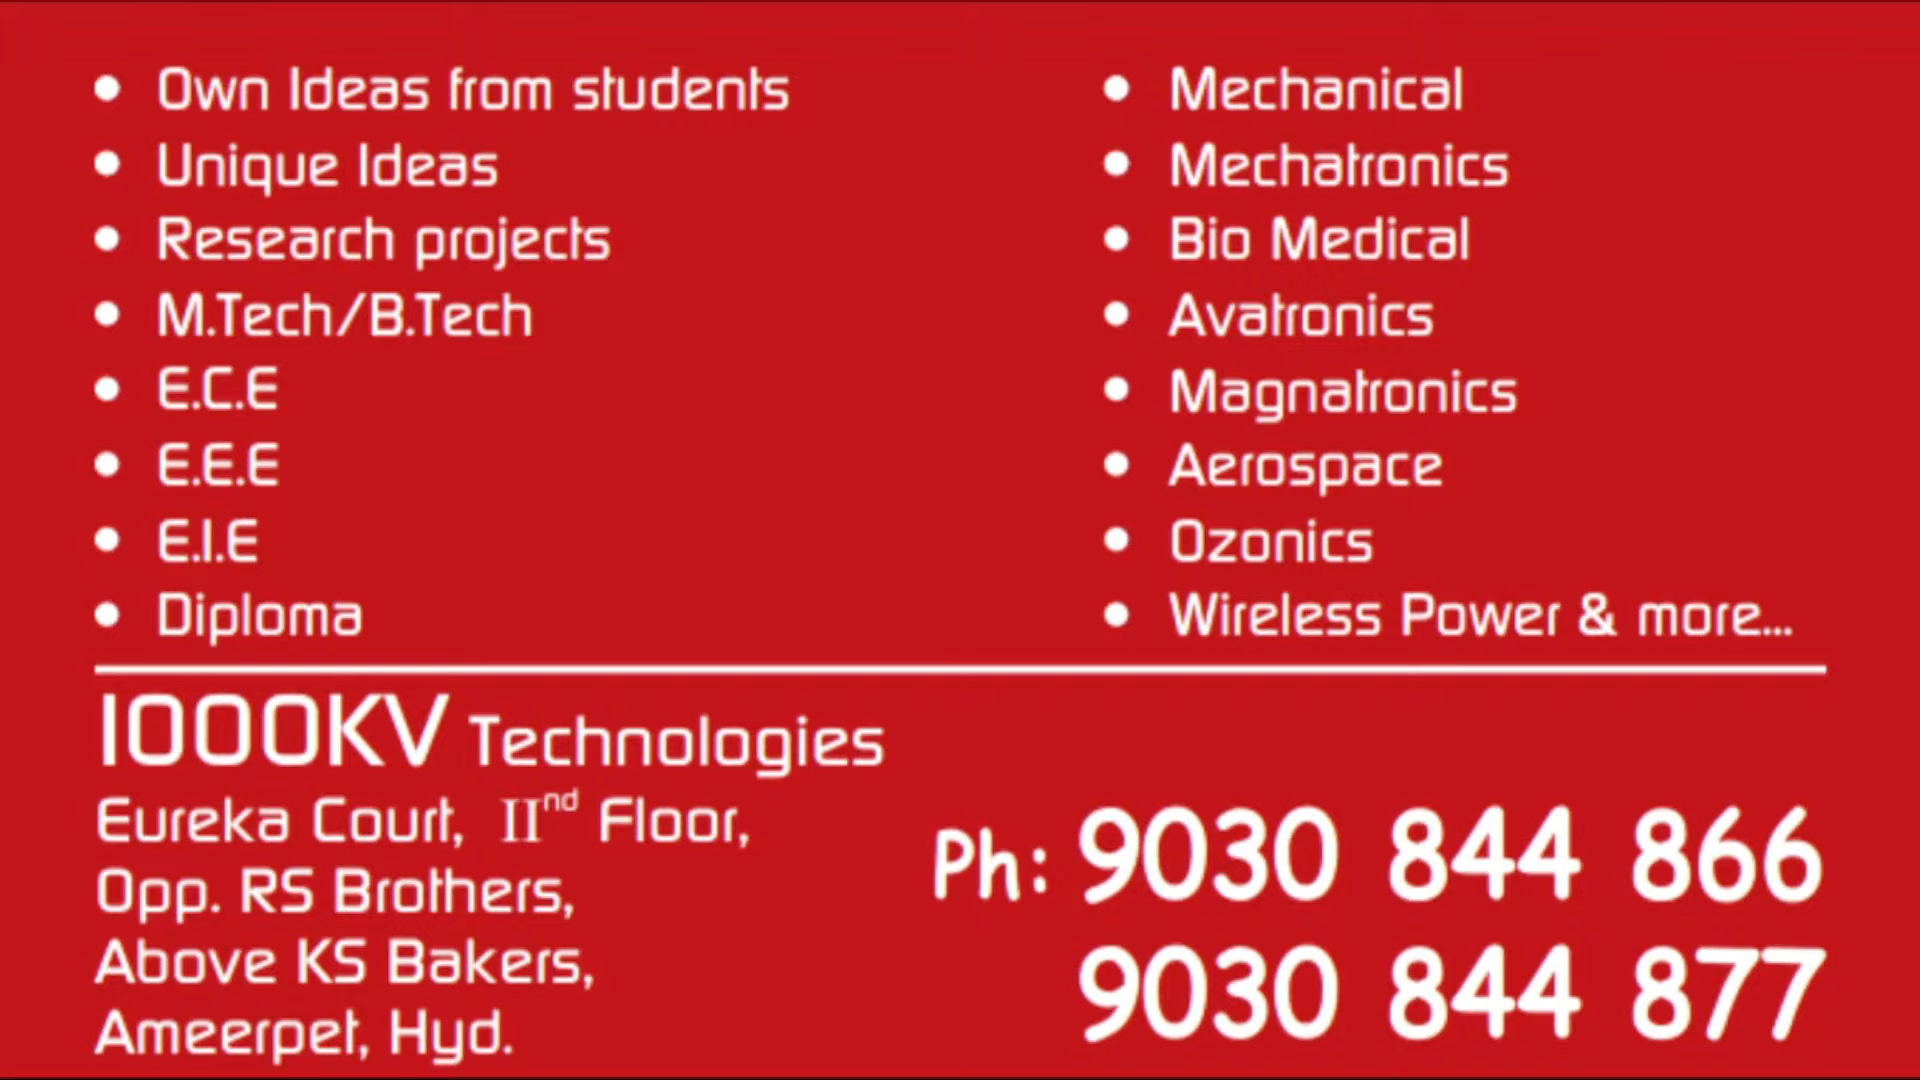 • Own Ideas from students
• Unique Ideas
• Research projects
• M.Tech/B.Tech
• E.C.E
• E.E.E
• E.I.E
• Diploma
• Mechanical
• Mechatronics
• Bio Medical
• Avatronics
• Magnatronics
• Aerospace
• Ozonics
• Wireless Power & more...
1000KV Technologies
Eureka Court, IInd Floor,
Opp. RS Brothers,
Above KS Bakers,
Ameerpet, Hyd.
Ph: 9030 844 866
9030 844 877